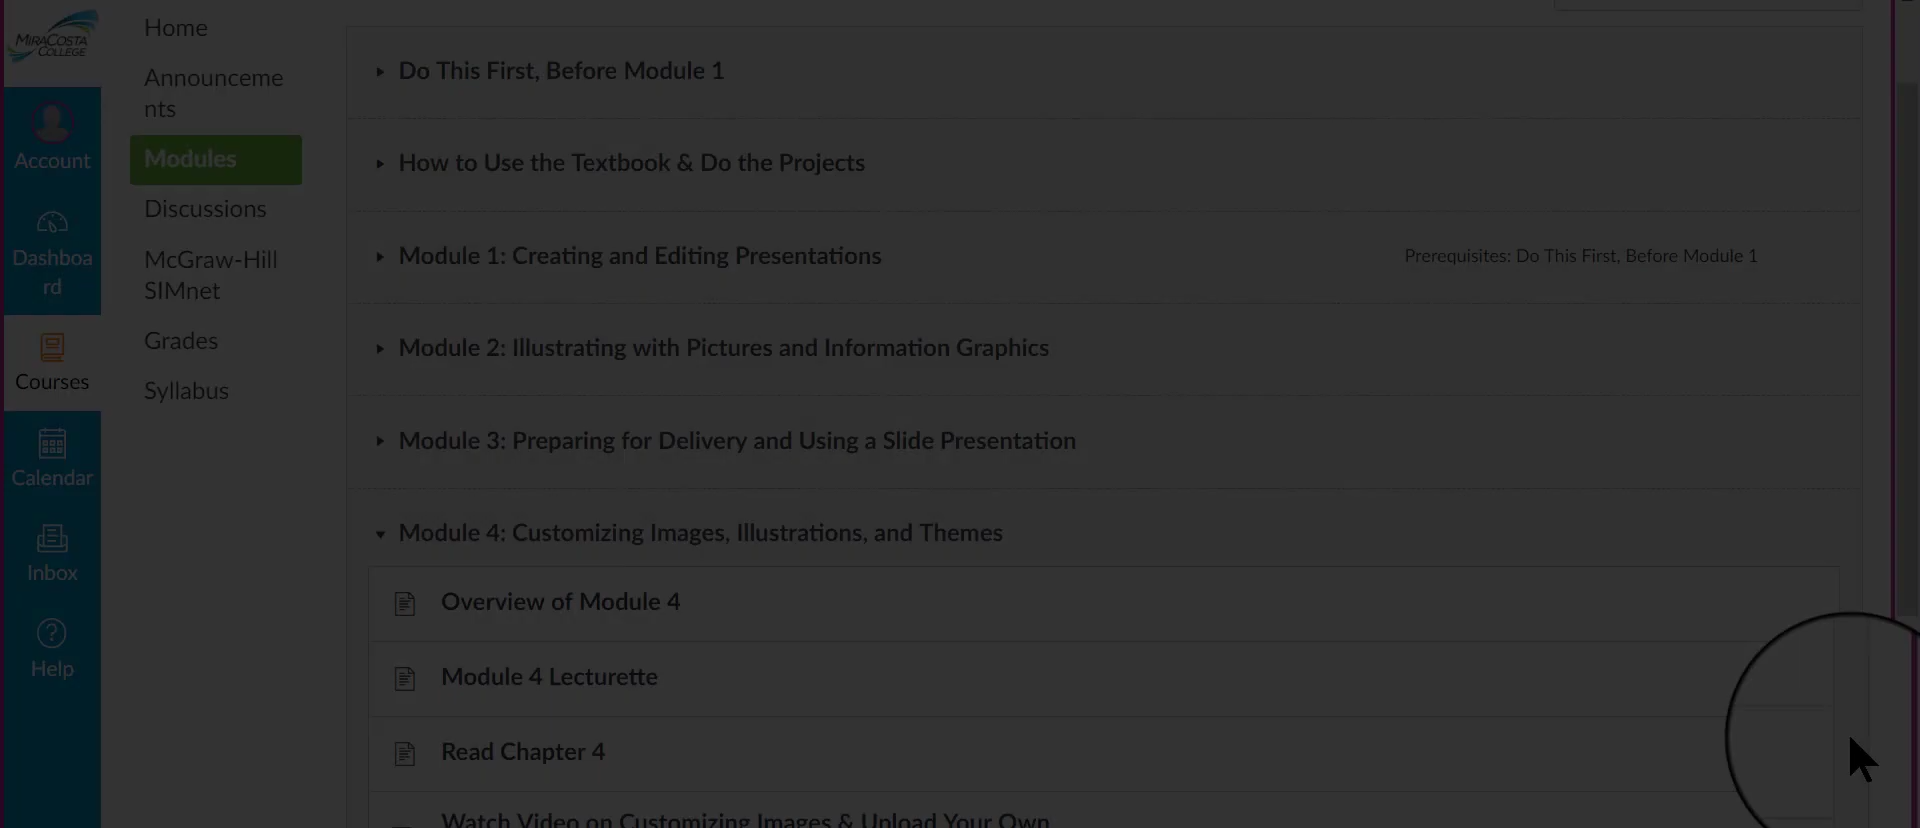 MIRACOSTA
COLLEGE
Account
Dashboa
rd
Courses
Calendar
Inbox
Help
Home
Announceme
nts
Modules
Discussions
McGraw-Hill
SIMnet
Grades
Syllabus
Do This First, Before Module 1
How to Use the Textbook & Do the Projects
Module 1: Creating and Editing Presentations
Prerequisites: Do This First, Before Module 1
Module 2: Illustrating with Pictures and Information Graphics
Module 3: Preparing for Delivery and Using a Slide Presentation
Module 4: Customizing Images, Illustrations, and Themes
Overview of Module 4
Module 4 Lecturette
Read Chapter 4
Watch Video on Customizing Images & Upload Your Own